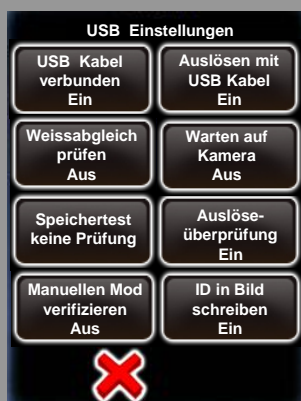 USB Einstellungen
USB Kabel
verbunden
Ein
Auslösen mit
USB Kabel
Ein
Weissabgleich
prüfen
Aus
Warten auf
Kamera
Aus
Speichertest
keine Prüfung
Auslöse-
überprüfung
Ein
Manuellen Mod
verifizieren
Aus
ID in Bild
schreiben
Ein